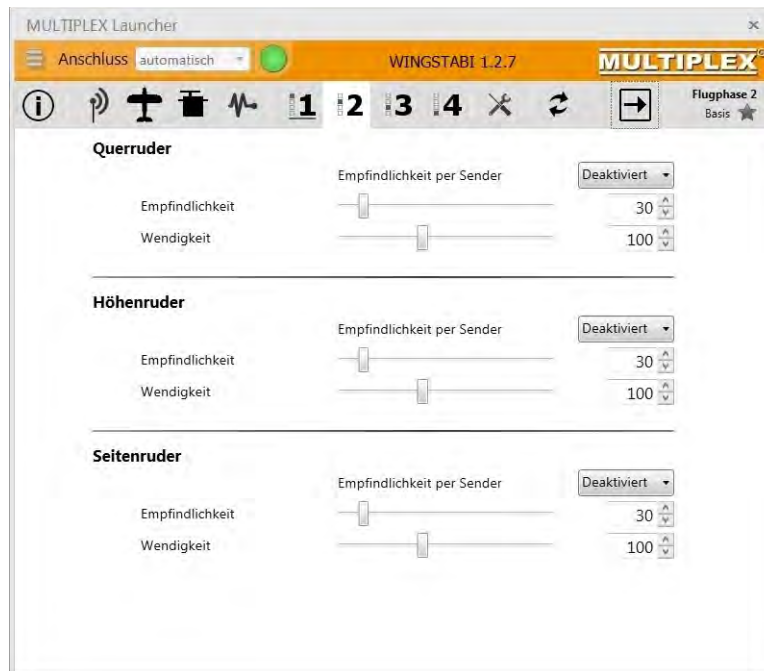 MULTIPLEX Launcher
Anschluss automatisch WINGSTABI 1.2.7 MULTIPLEX
1 2 3 4 Flugphase 2
Basis
Querruder
Empfindlichkeit per Sender Deaktiviert
Empfindlichkeit 30
Wendigkeit 100
Höhenruder
Empfindlichkeit per Sender Deaktiviert
Empfindlichkeit 30
Wendigkeit 100
Seitenruder
Empfindlichkeit per Sender Deaktiviert
Empfindlichkeit 30
Wendigkeit 100